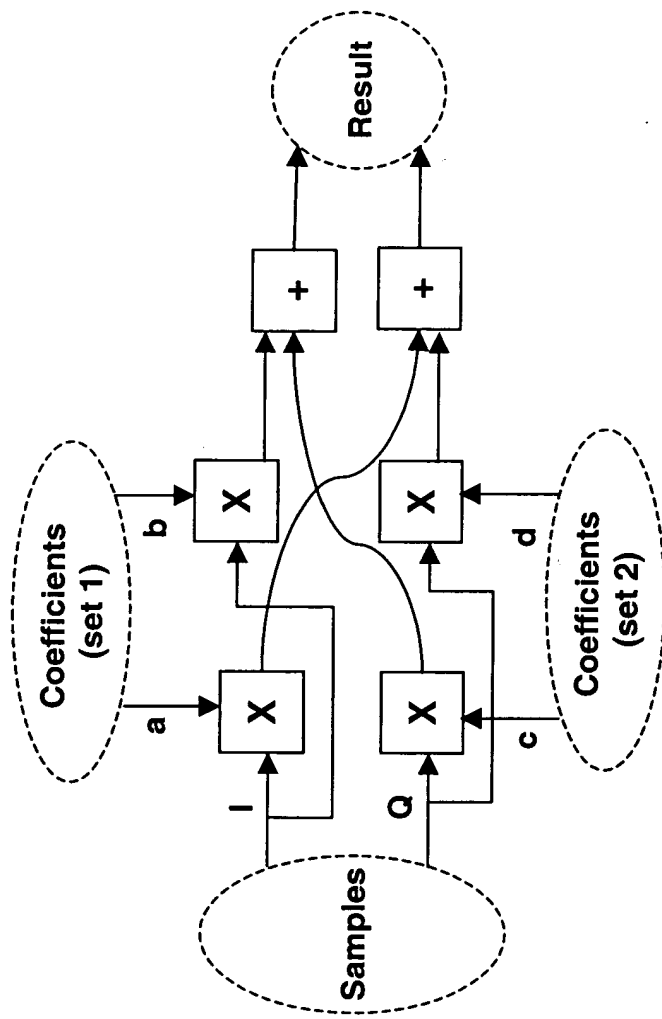 Coefficients
(set 1)
a
b
X
X
I
Samples
Q
X
X
+
+
Result
c
d
Coefficients
(set 2)